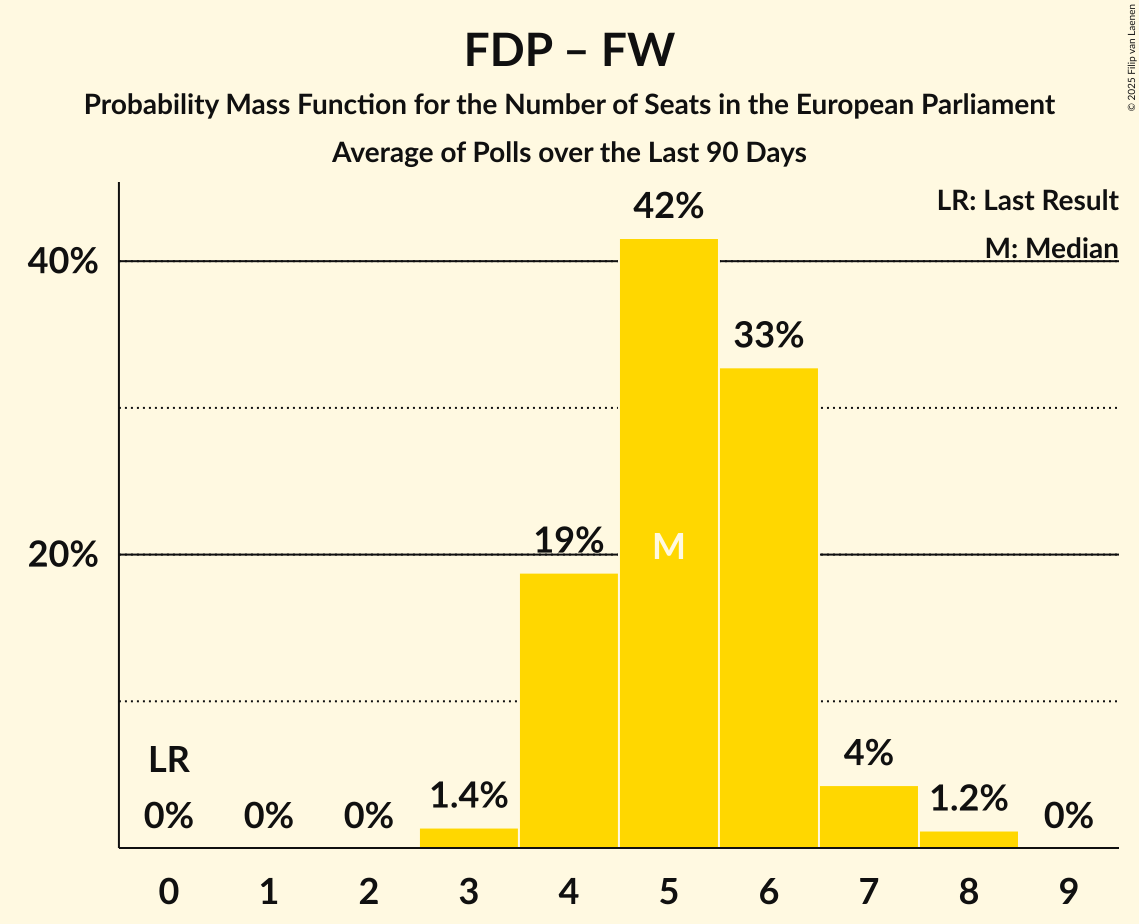 FDP – FW
Probability Mass Function for the Number of Seats in the European Parliament
Average of Polls over the Last 90 Days
© 2025 Filip van Laenen
LR: Last Result
M: Median
40%
20%
LR
0%
0%
0%
1.4%
19%
42%
M
33%
4%
1.2%
0%
0 1 2 3 4 5 6 7 8 9